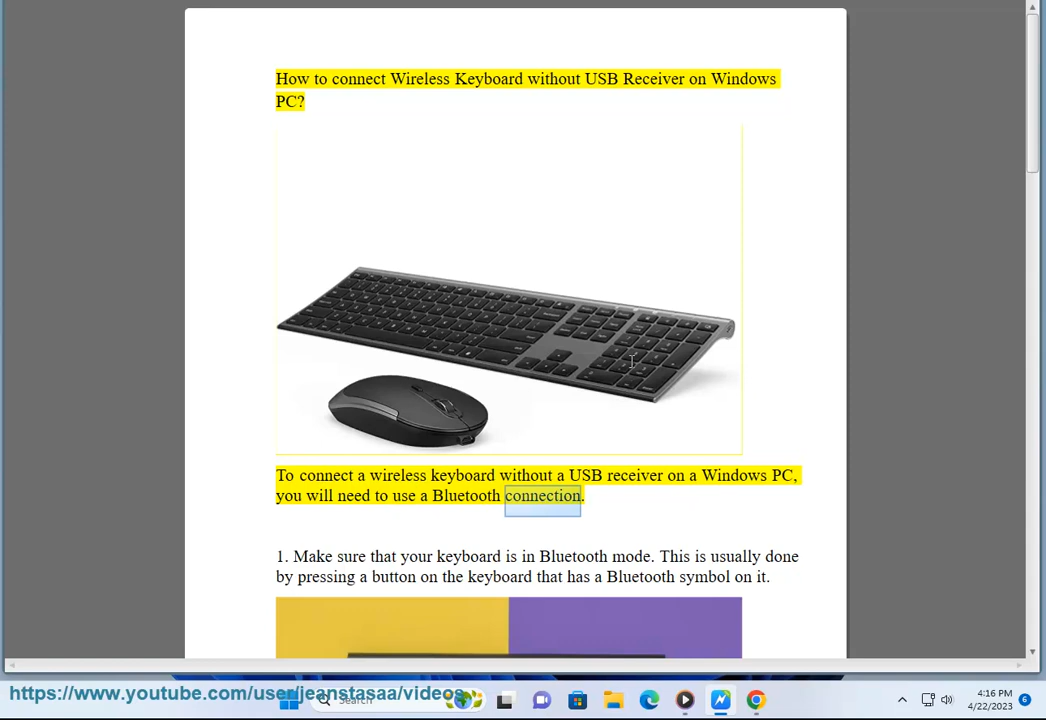 How to connect Wireless Keyboard without USB Receiver on Windows
PC?
To connect a wireless keyboard without a USB receiver on a Windows PC,
you will need to use a Bluetooth connection.
1. Make sure that your keyboard is in Bluetooth mode. This is usually done
by pressing a button on the keyboard that has a Bluetooth symbol on it.
https://www.youtube.com/user/jeanstasaa/videos
Search
4:16 PM
4/22/2023
6